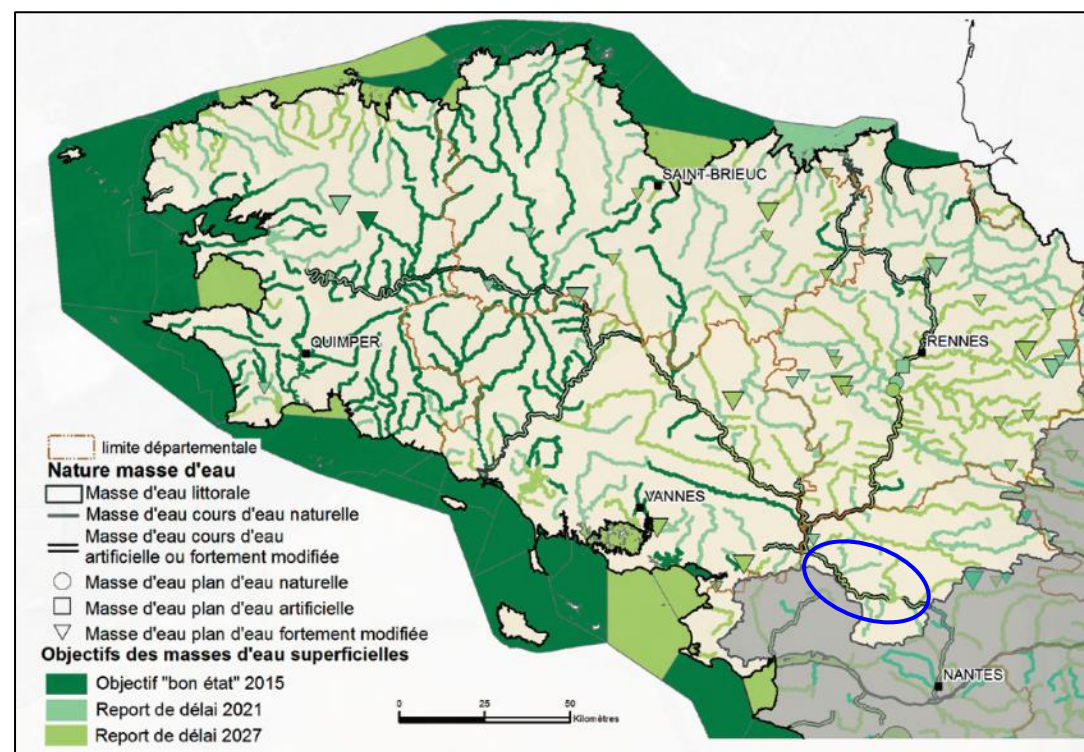 SAINT-BRIEUC
QUIMPER
RENNES
VANNES
NANTES
limite départementale
Nature masse d'eau
Masse d'eau littorale
Masse d'eau cours d'eau naturelle
Masse d'eau cours d'eau
artificielle ou fortement modifiée
Masse d'eau plan d'eau naturelle
Masse d'eau plan d'eau artificielle
Masse d'eau plan d'eau fortement modifiée
Objectifs des masses d'eau superficielles
Objectif "bon état" 2015
Report de délai 2021
Report de délai 2027
0 25 50
Kilomètres